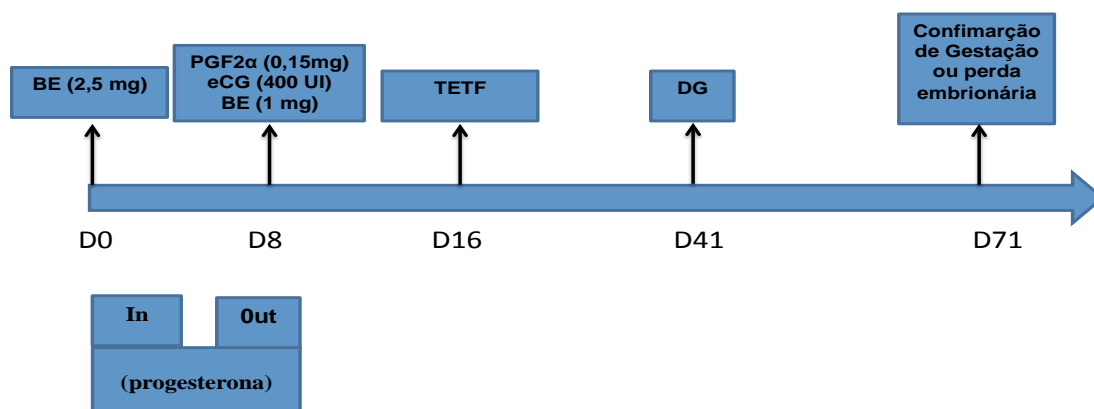 BE (2,5 mg)
PGF2α (0,15mg)
eCG (400 UI)
BE (1 mg)
TETF
DG
Confimarção
de Gestação
ou perda
embrionária
D0
D8
D16
D41
D71
In
0ut
(progesterona)